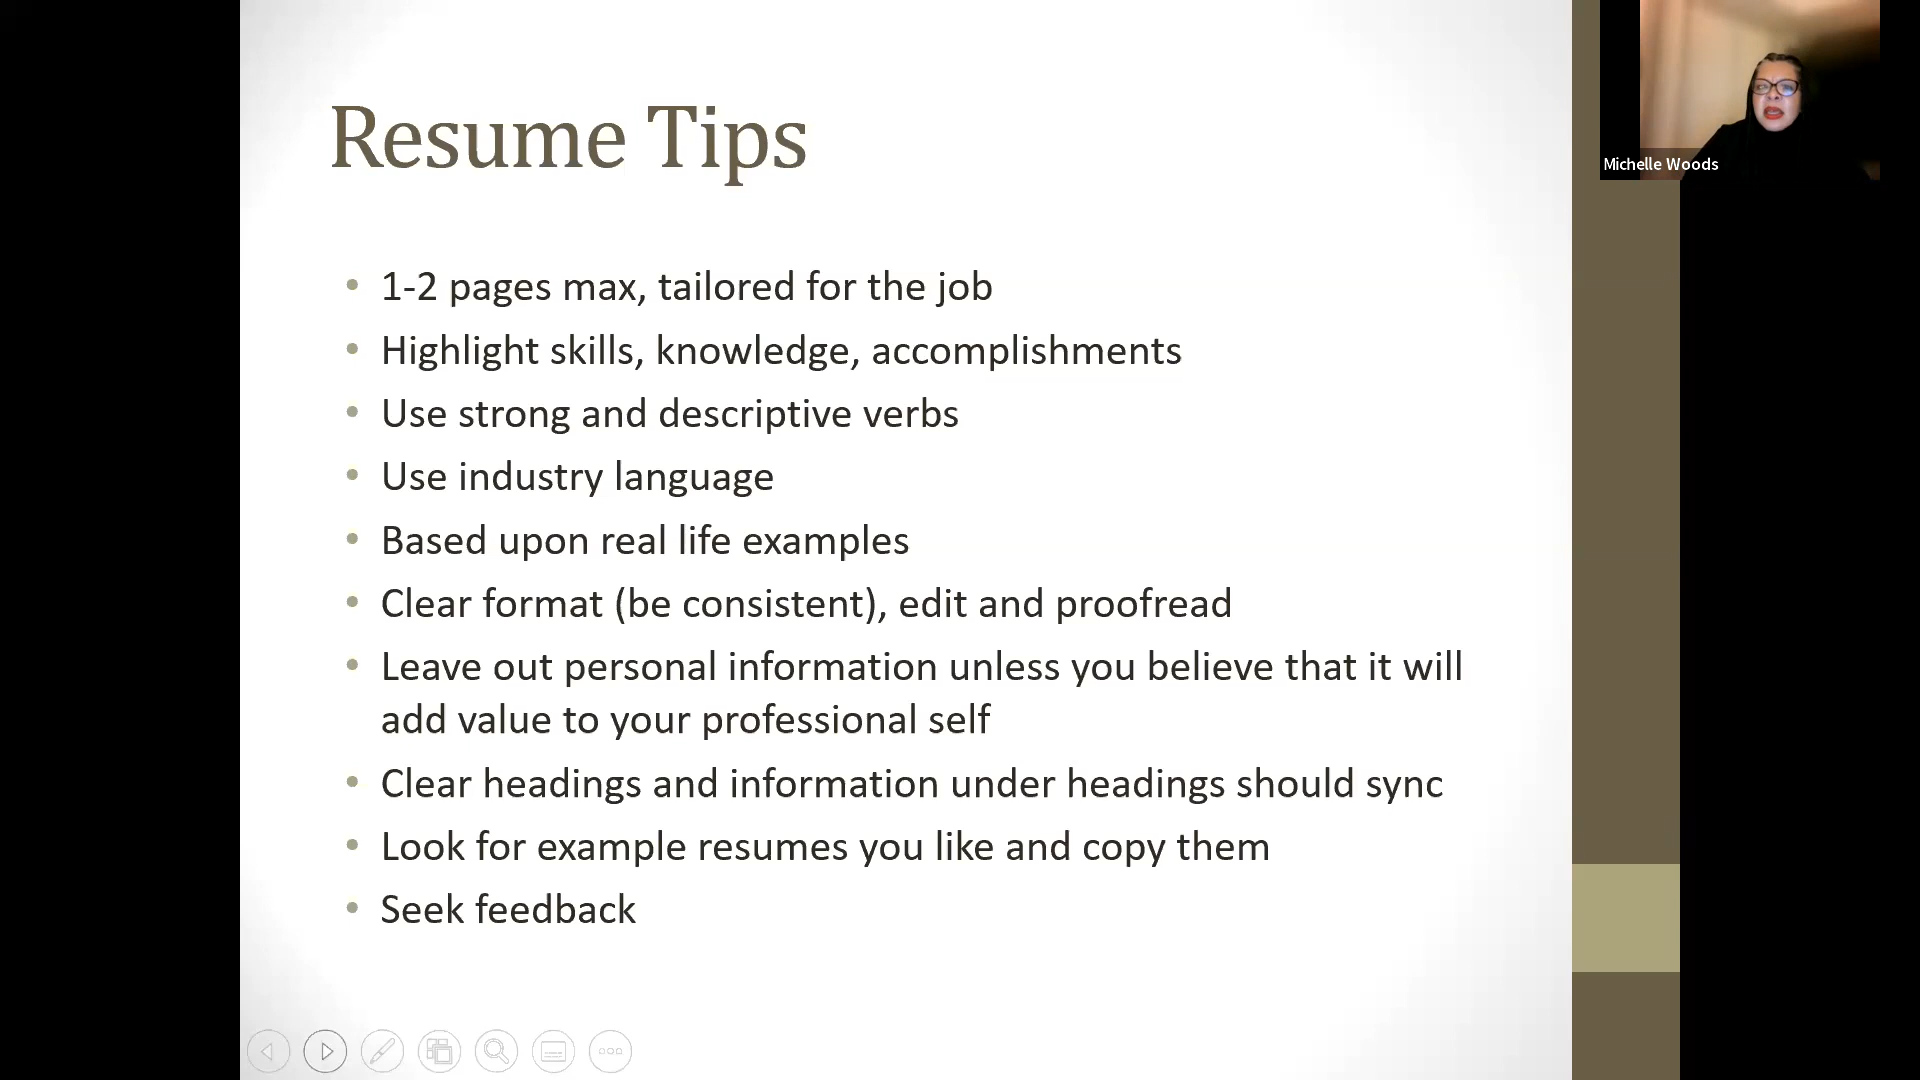 Resume Tips
Michelle Woods
• 1-2 pages max, tailored for the job
• Highlight skills, knowledge, accomplishments
• Use strong and descriptive verbs
• Use industry language
• Based upon real life examples
• Clear format (be consistent), edit and proofread
• Leave out personal information unless you believe that it will
add value to your professional self
• Clear headings and information under headings should sync
• Look for example resumes you like and copy them
• Seek feedback